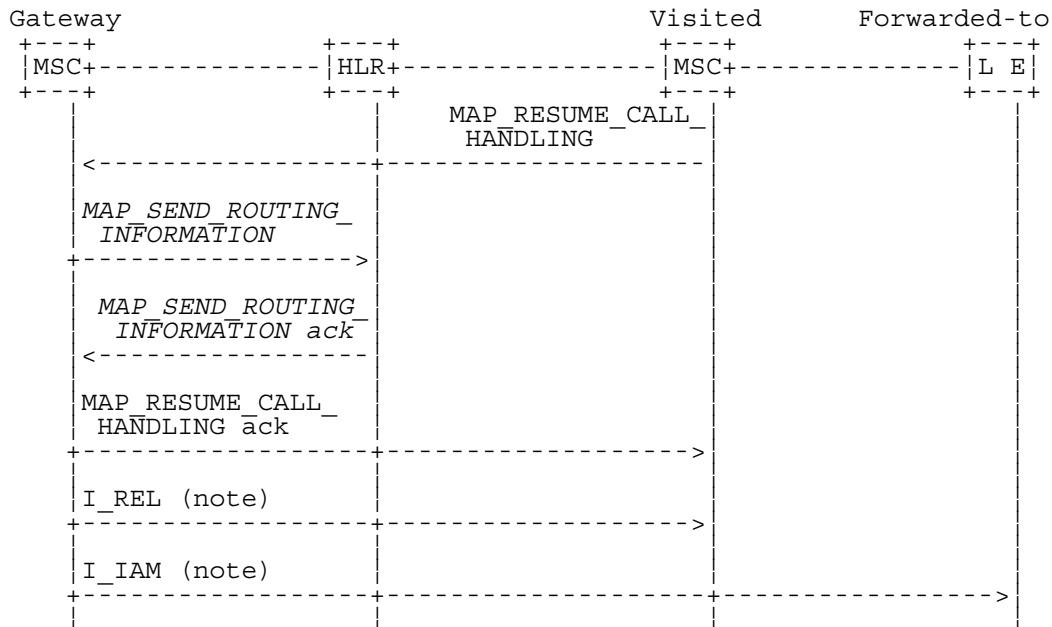 Gateway Visited Forwarded-to
MSC HLR MSC L E
MAP_RESUME_CALL_
HANDLING
MAP_SEND_ROUTING_
INFORMATION
MAP_SEND_ROUTING_
INFORMATION ack
MAP_RESUME_CALL_
HANDLING ack
I_REL (note)
I_IAM (note)